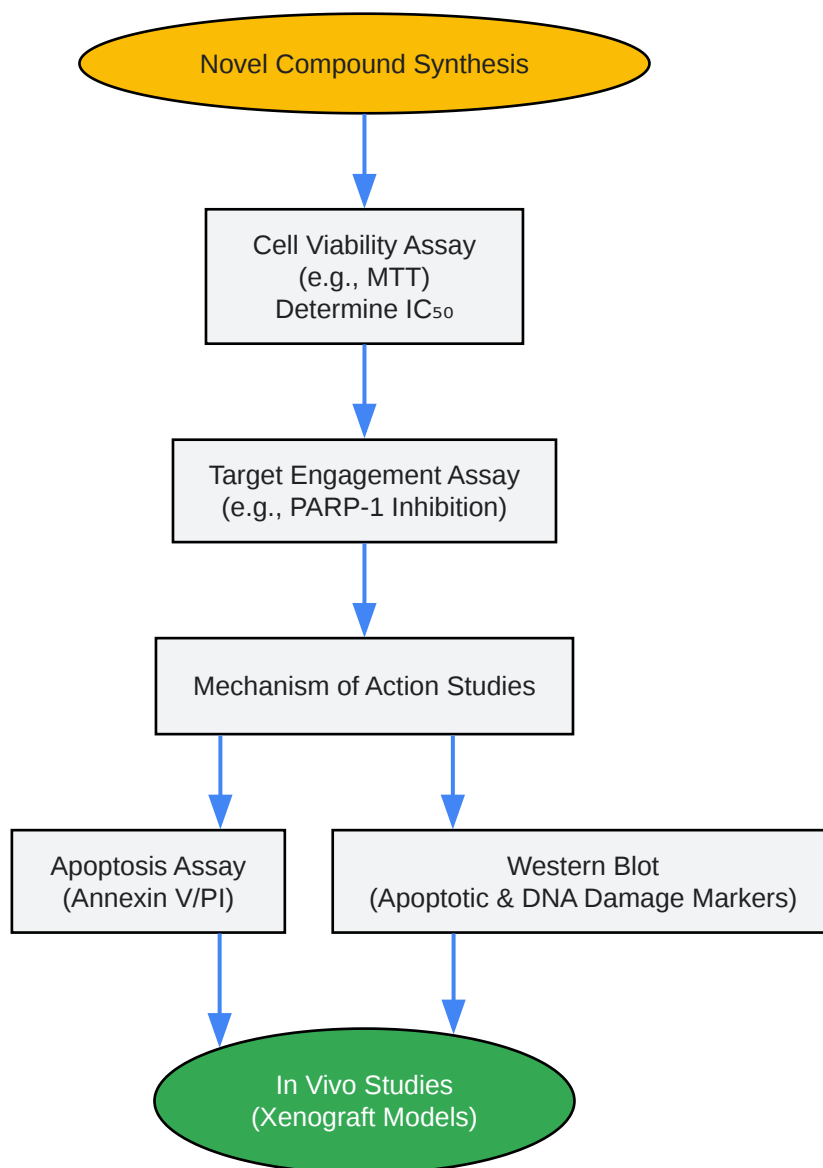 Novel Compound Synthesis
Cell Viability Assay
(e.g., MTT)
Determine IC₅₀
Target Engagement Assay
(e.g., PARP-1 Inhibition)
Mechanism of Action Studies
Apoptosis Assay
(Annexin V/PI)
Western Blot
(Apoptotic & DNA Damage Markers)
In Vivo Studies
(Xenograft Models)